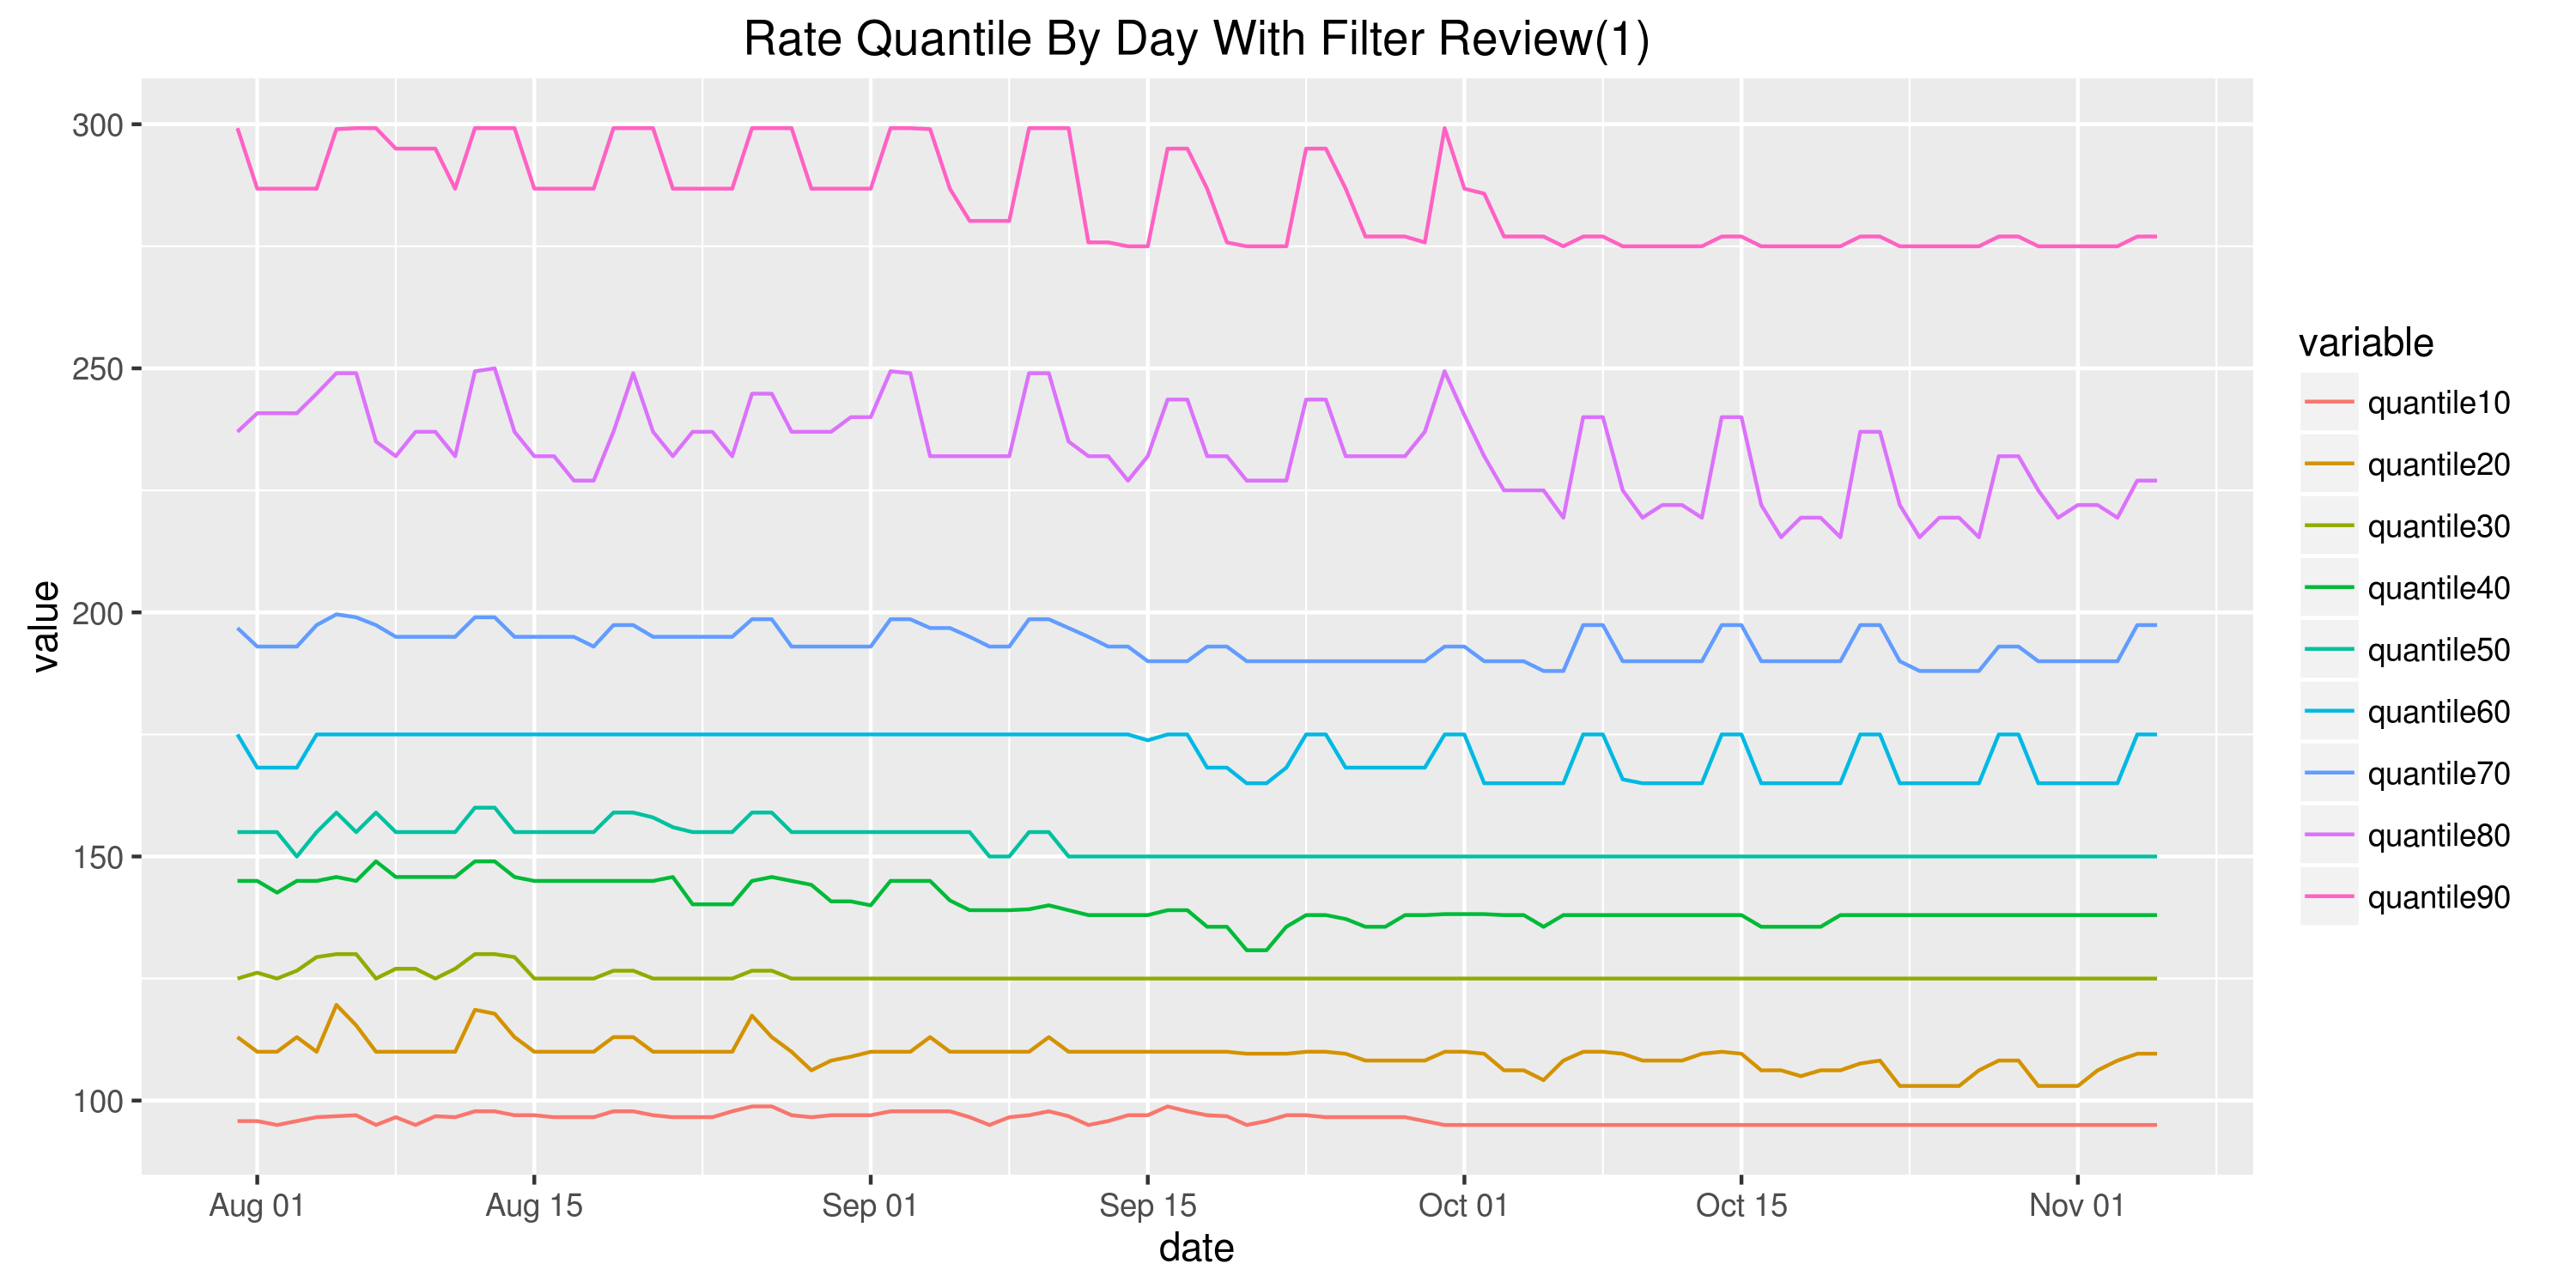 Rate Quantile By Day With Filter Review(1)
300
250
200
150
100
value
Aug 01
Aug 15
Sep 01
Sep 15
Oct 01
Oct 15
Nov 01
date
variable
quantile10
quantile20
quantile30
quantile40
quantile50
quantile60
quantile70
quantile80
quantile90